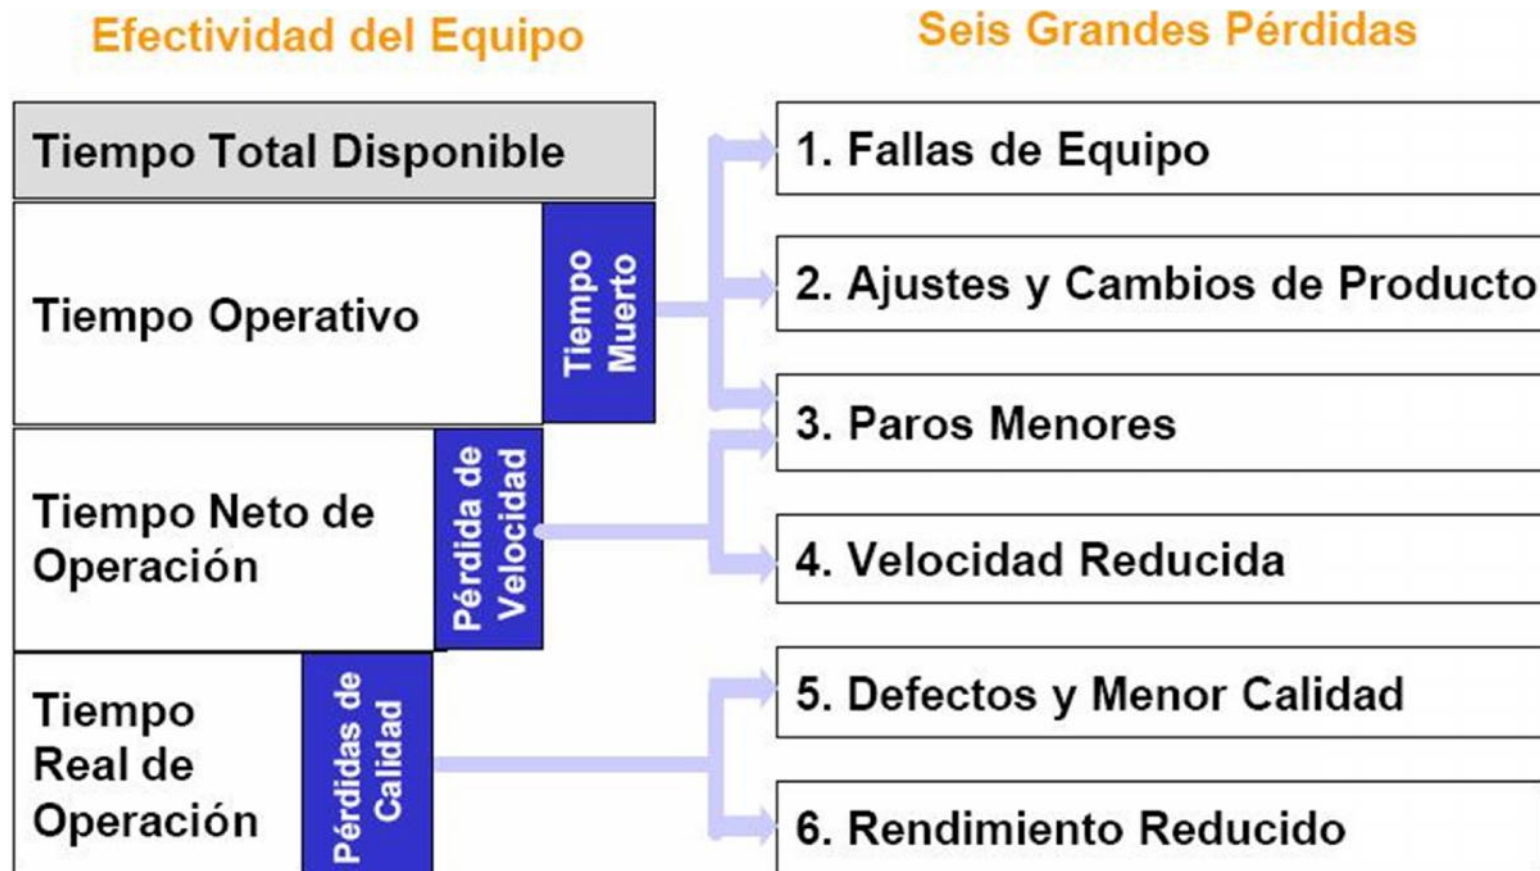 Efectividad del Equipo
Seis Grandes Pérdidas
Tiempo Total Disponible
Tiempo Operativo
Tiempo
Muerto
Tiempo Neto de
Operación
Pérdida de
Velocidad
Tiempo
Real de
Operación
Pérdidas de
Calidad
1. Fallas de Equipo
2. Ajustes y Cambios de Producto
3. Paros Menores
4. Velocidad Reducida
5. Defectos y Menor Calidad
6. Rendimiento Reducido